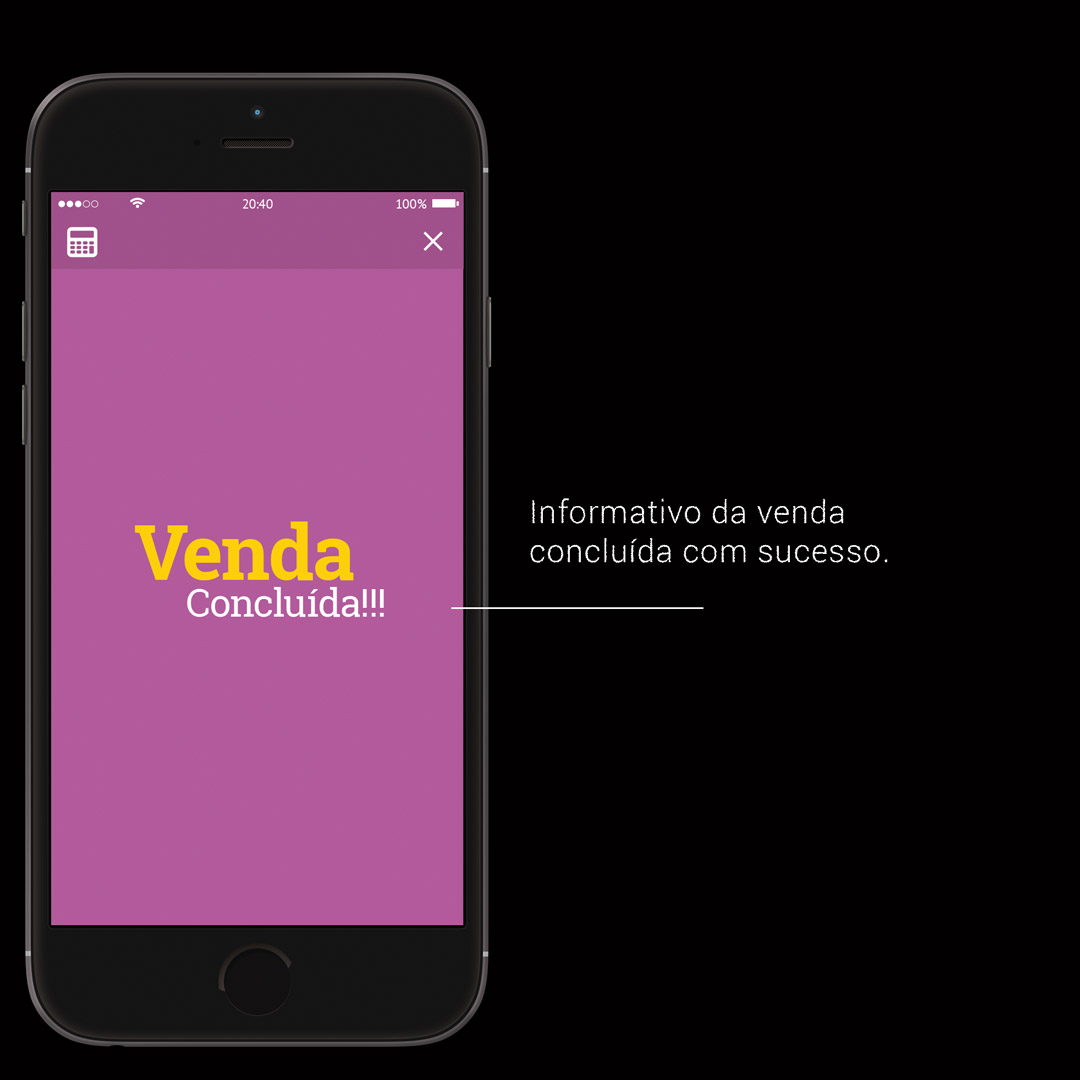 20:40
100%
Venda
Concluída!!!
Informativo da venda
concluída com sucesso.